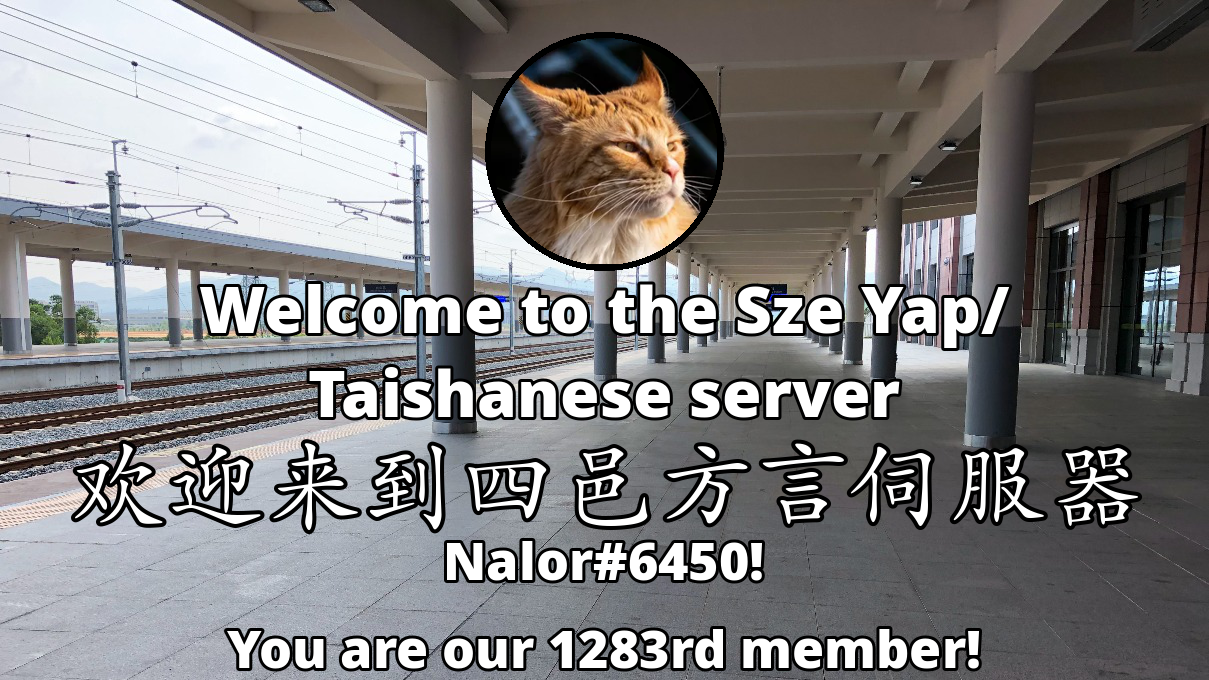 Welcome to the Sze Yap/
Taishanese server
欢迎来到四邑方言伺服器
Nalor#6450!
You are our 1283rd member!